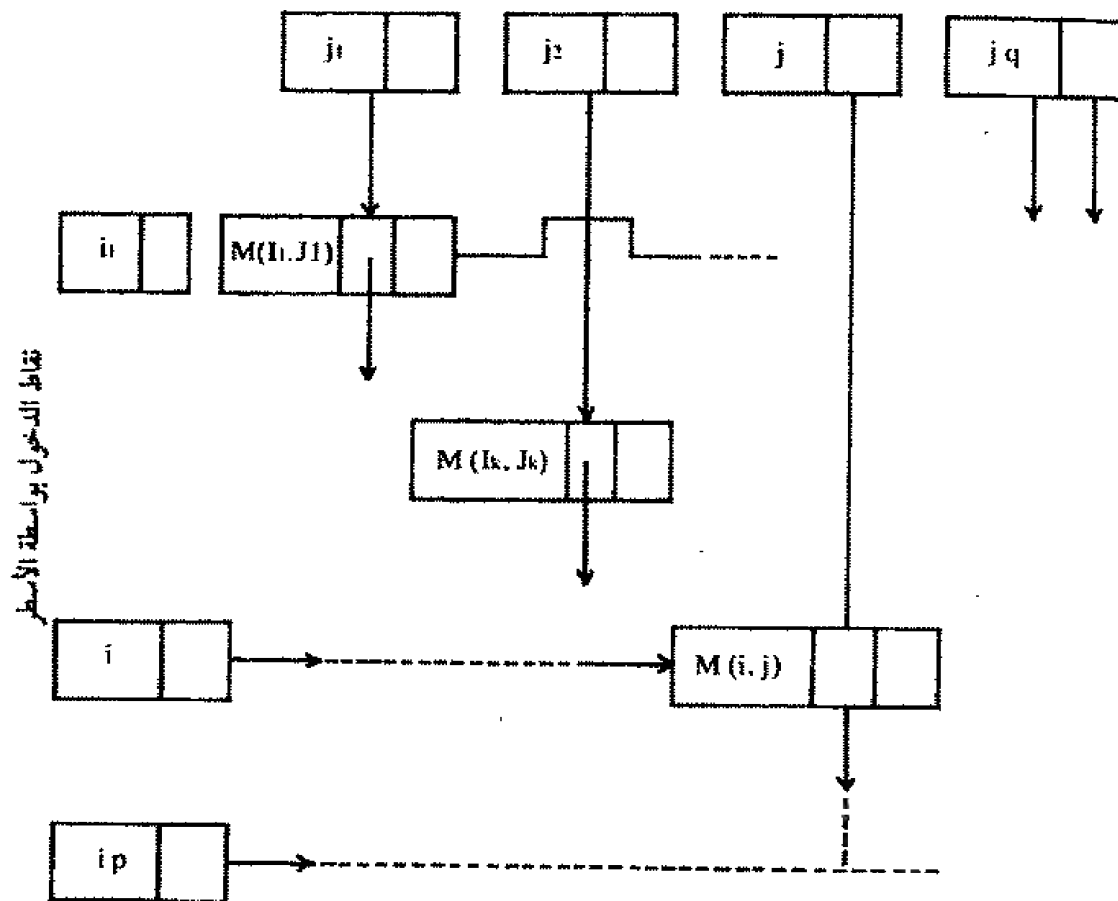 j1 j2 j j q
i1 M(I1.J1)
M (Ik, Jk)
نقاط الدخول بواسطة الأسطر
i M (i, j)
i p